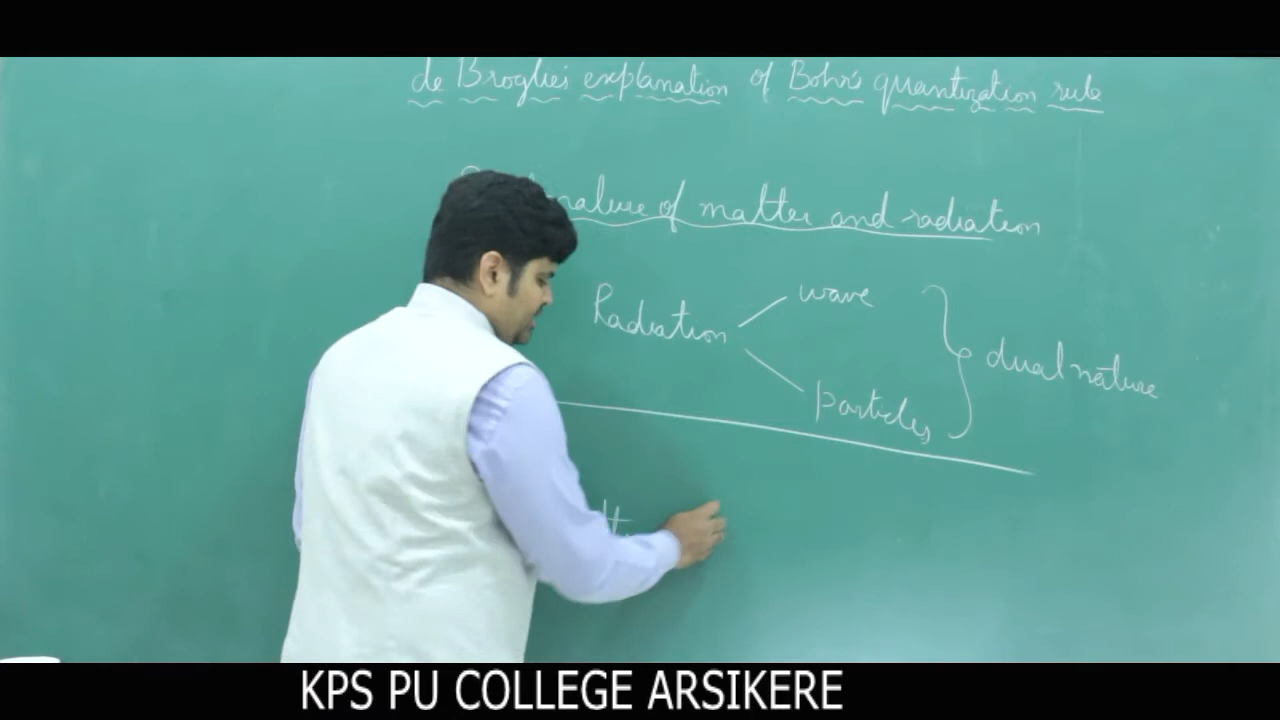 de Broglie's explanation of Bohr's quantization rule
nature of matter and radiation
wave
Radiation
dual nature
particles
tt
KPS PU COLLEGE ARSIKERE